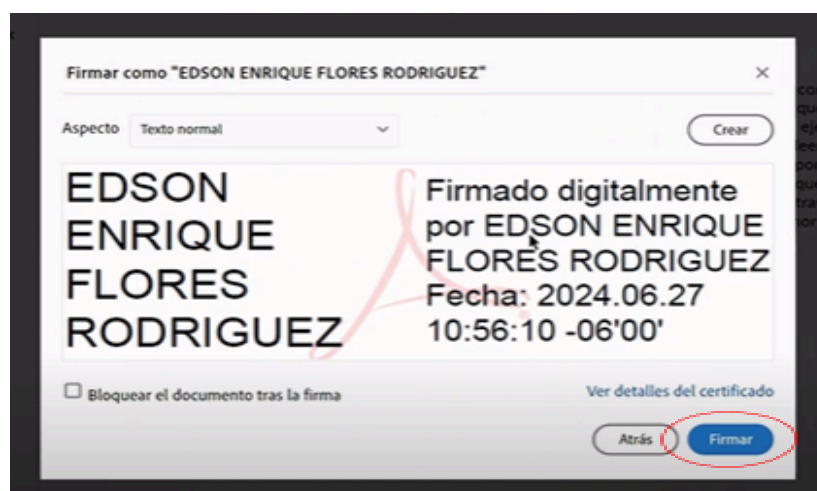 Firmar como "EDSON ENRIQUE FLORES RODRIGUEZ"
Aspecto Texto normal
Crear
EDSON
ENRIQUE
FLORES
RODRIGUEZ
Firmado digitalmente
por EDSON ENRIQUE
FLORES RODRIGUEZ
Fecha: 2024.06.27
10:56:10 -06'00'
Bloquear el documento tras la firma
Ver detalles del certificado
Atrás
Firmar